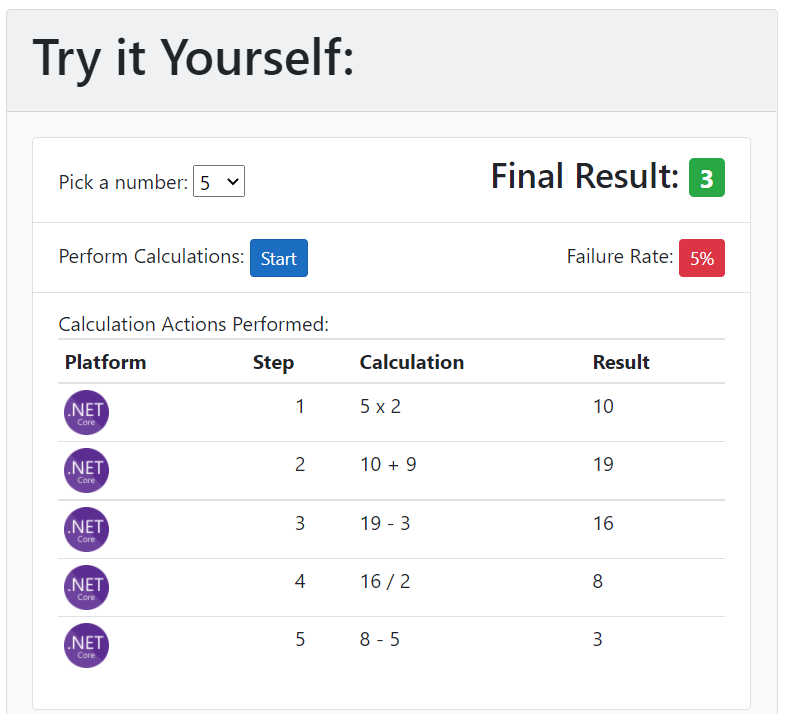 Try it Yourself:
Pick a number: 5
Final Result: 3
Perform Calculations: Start
Failure Rate: 5%
Calculation Actions Performed:
Platform Step Calculation Result
.NET Core 1 5 x 2 10
.NET Core 2 10 + 9 19
.NET Core 3 19 - 3 16
.NET Core 4 16 / 2 8
.NET Core 5 8 - 5 3